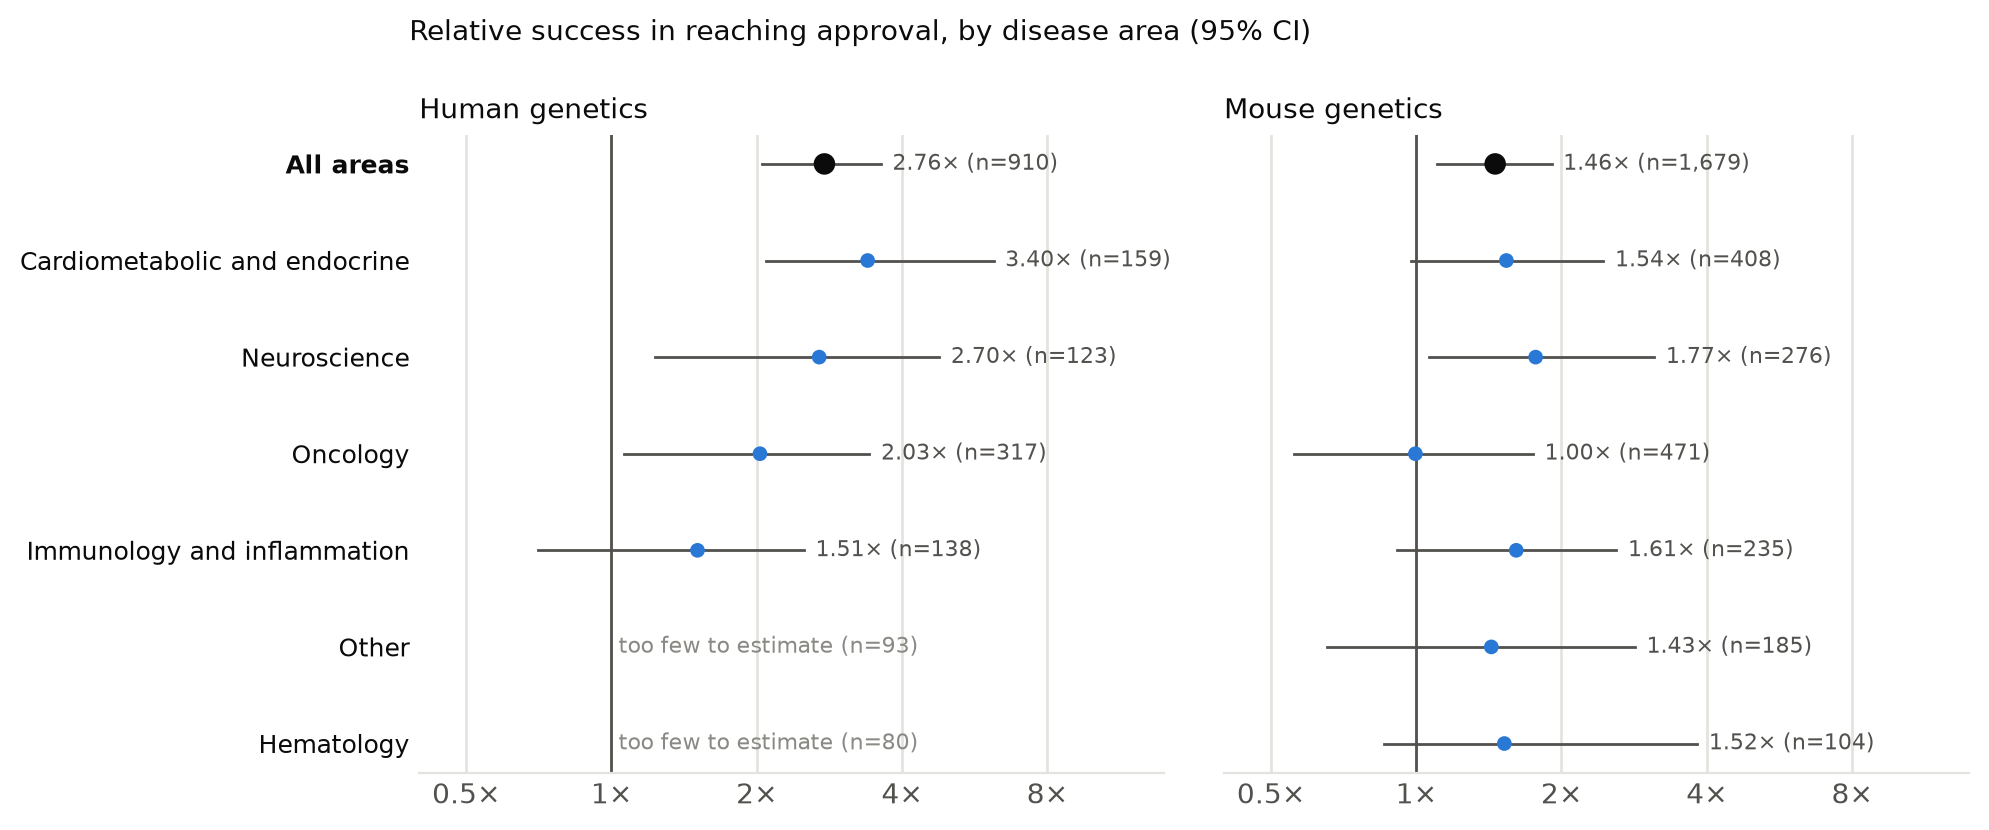 Relative success in reaching approval, by disease area (95% CI)
Human genetics
Mouse genetics
All areas
2.76× (n=910)
1.46× (n=1,679)
Cardiometabolic and endocrine
3.40× (n=159)
1.54× (n=408)
Neuroscience
2.70× (n=123)
1.77× (n=276)
Oncology
2.03× (n=317)
1.00× (n=471)
Immunology and inflammation
1.51× (n=138)
1.61× (n=235)
Other
too few to estimate (n=93)
1.43× (n=185)
Hematology
too few to estimate (n=80)
1.52× (n=104)
0.5× 1× 2× 4× 8×
0.5× 1× 2× 4× 8×